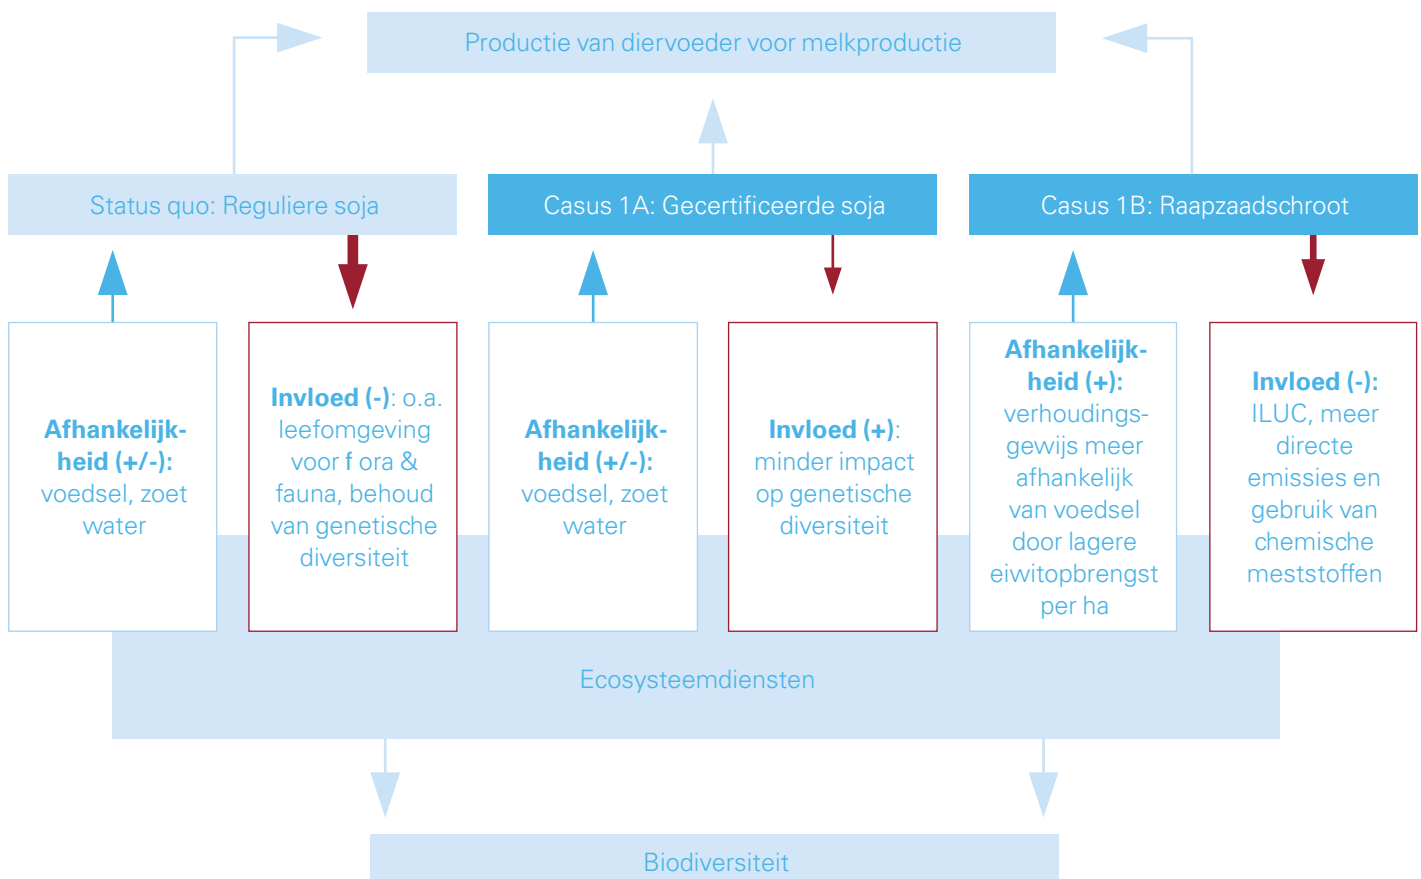 Productie van diervoeder voor melkproductie
Status quo: Reguliere soja
Casus 1A: Gecertificeerde soja
Casus 1B: Raapzaadschroot
Afhankelijk-
heid (+/-):
voedsel, zoet
water
Invloed (-): o.a.
leefomgeving
voor f ora &
fauna, behoud
van genetische
diversiteit
Afhankelijk-
heid (+/-):
voedsel, zoet
water
Invloed (+):
minder impact
op genetische
diversiteit
Afhankelijk-
heid (+):
verhoudings-
gewijs meer
afhankelijk
van voedsel
door lagere
eiwitopbrengst
per ha
Invloed (-):
ILUC, meer
directe
emissies en
gebruik van
chemische
meststoffen
Ecosysteemdiensten
Biodiversiteit